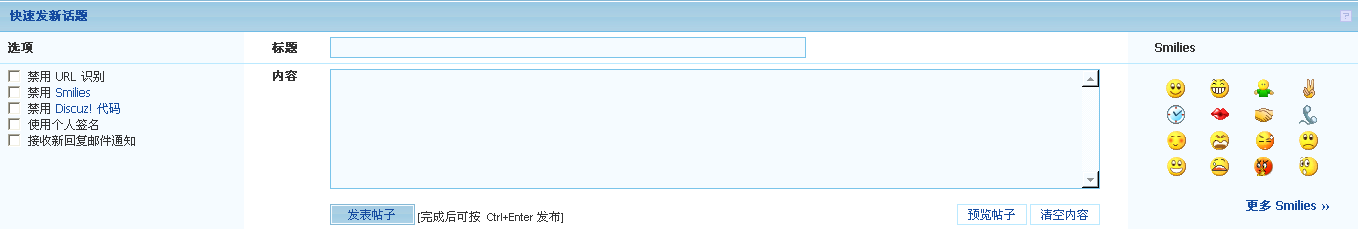 快速发新话题
选项
标题
Smilies
禁用 URL 识别
禁用 Smilies
禁用 Discuz! 代码
使用个人签名
接收新回复邮件通知
内容
发表帖子 [完成后可按 Ctrl+Enter 发布]
预览帖子 清空内容
更多 Smilies ››